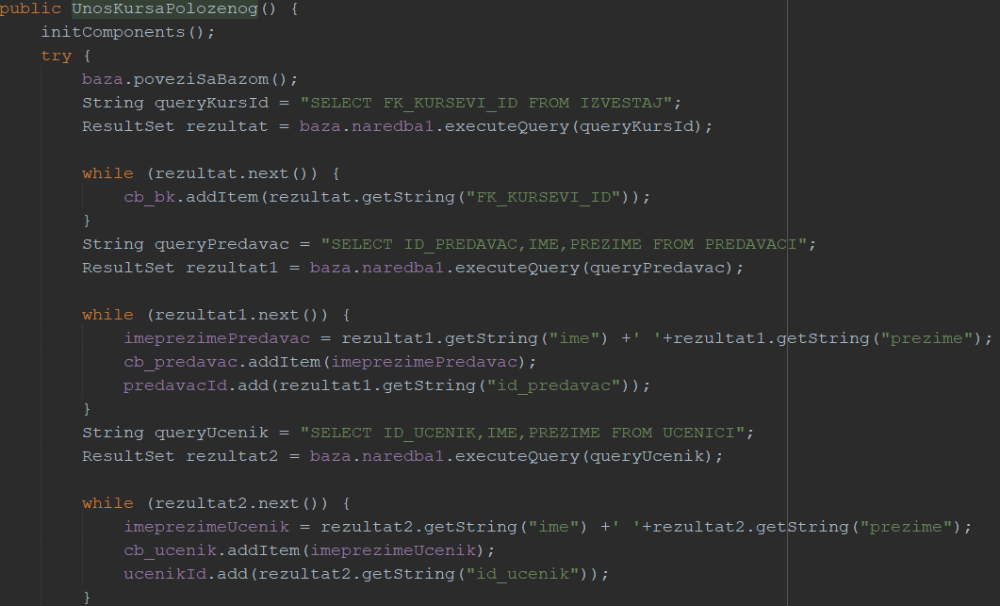 public UnosKursaPolozenog() {
    initComponents();
    try {
        baza.poveziSaBazom();
        String queryKursId = "SELECT FK_KURSEVI_ID FROM IZVESTAJ";
        ResultSet rezultat = baza.naredba1.executeQuery(queryKursId);

        while (rezultat.next()) {
            cb_bk.addItem(rezultat.getString("FK_KURSEVI_ID"));
        }
        String queryPredavac = "SELECT ID_PREDAVAC,IME,PREZIME FROM PREDAVACI";
        ResultSet rezultat1 = baza.naredba1.executeQuery(queryPredavac);

        while (rezultat1.next()) {
            imeprezimePredavac = rezultat1.getString("ime") +' '+rezultat1.getString("prezime");
            cb_predavac.addItem(imeprezimePredavac);
            predavacId.add(rezultat1.getString("id_predavac"));
        }
        String queryUcenik = "SELECT ID_UCENIK,IME,PREZIME FROM UCENICI";
        ResultSet rezultat2 = baza.naredba1.executeQuery(queryUcenik);

        while (rezultat2.next()) {
            imeprezimeUcenik = rezultat2.getString("ime") +' '+rezultat2.getString("prezime");
            cb_ucenik.addItem(imeprezimeUcenik);
            ucenikId.add(rezultat2.getString("id_ucenik"));
        }